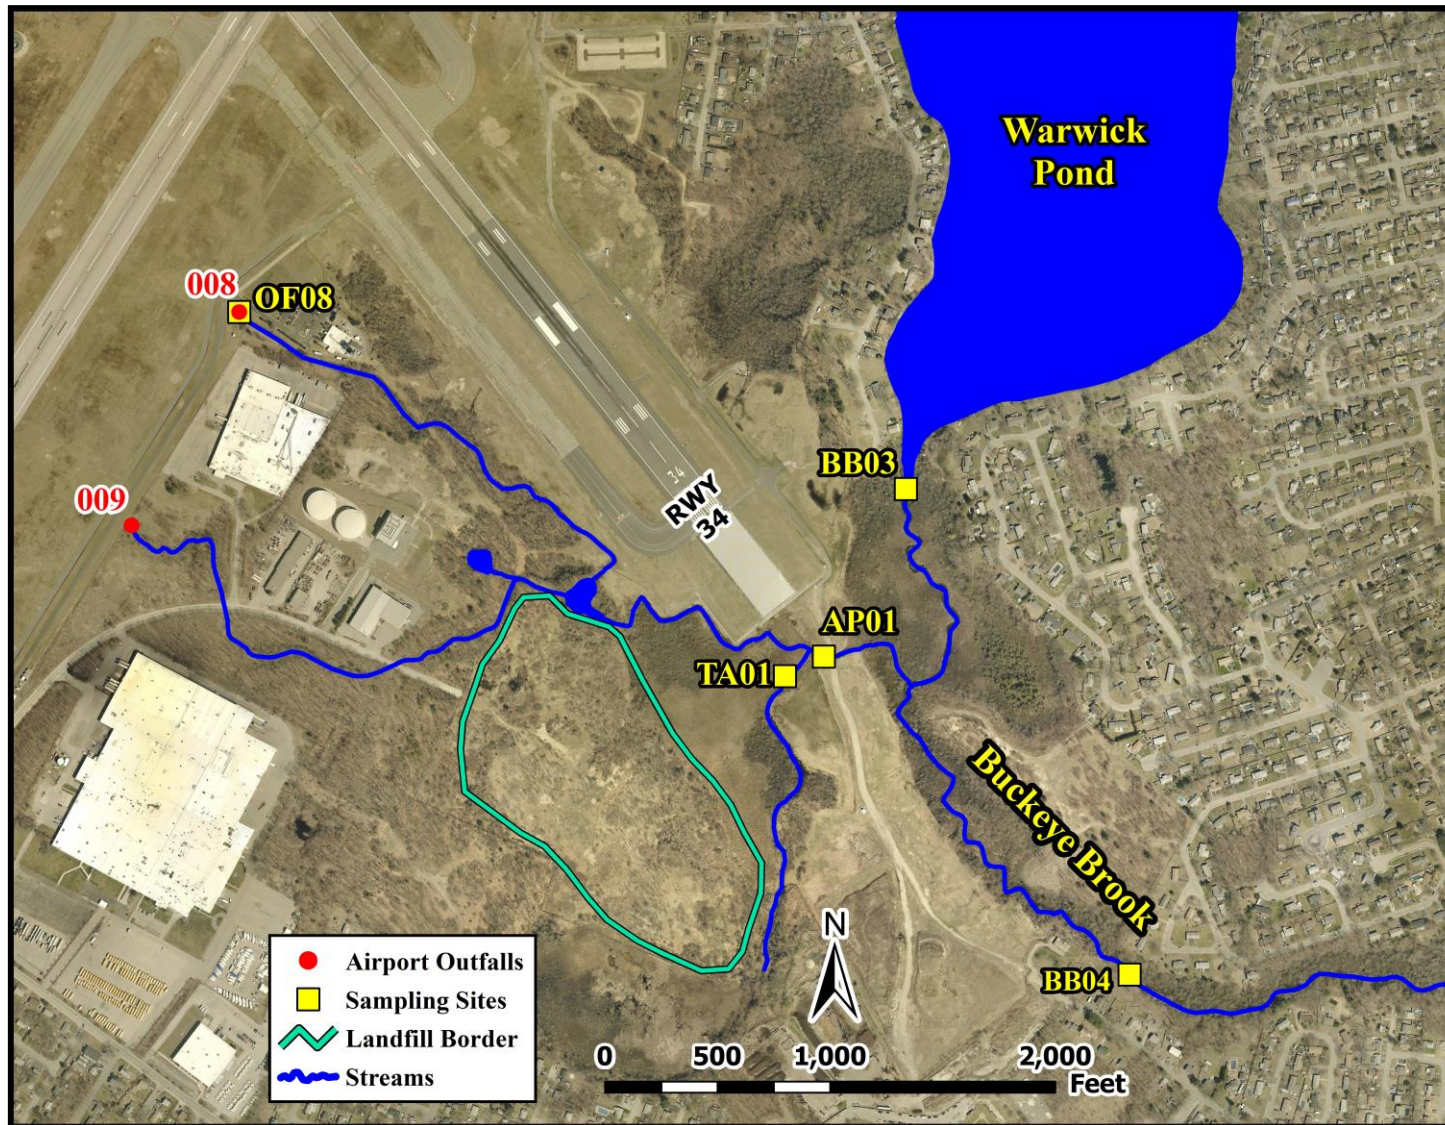 Warwick
Pond
008
OF08
BB03
009
34
RWY
34
AP01
TA01
Buckeye Brook
BB04
N
Airport Outfalls
Sampling Sites
Landfill Border
Streams
0 500 1,000 2,000
Feet